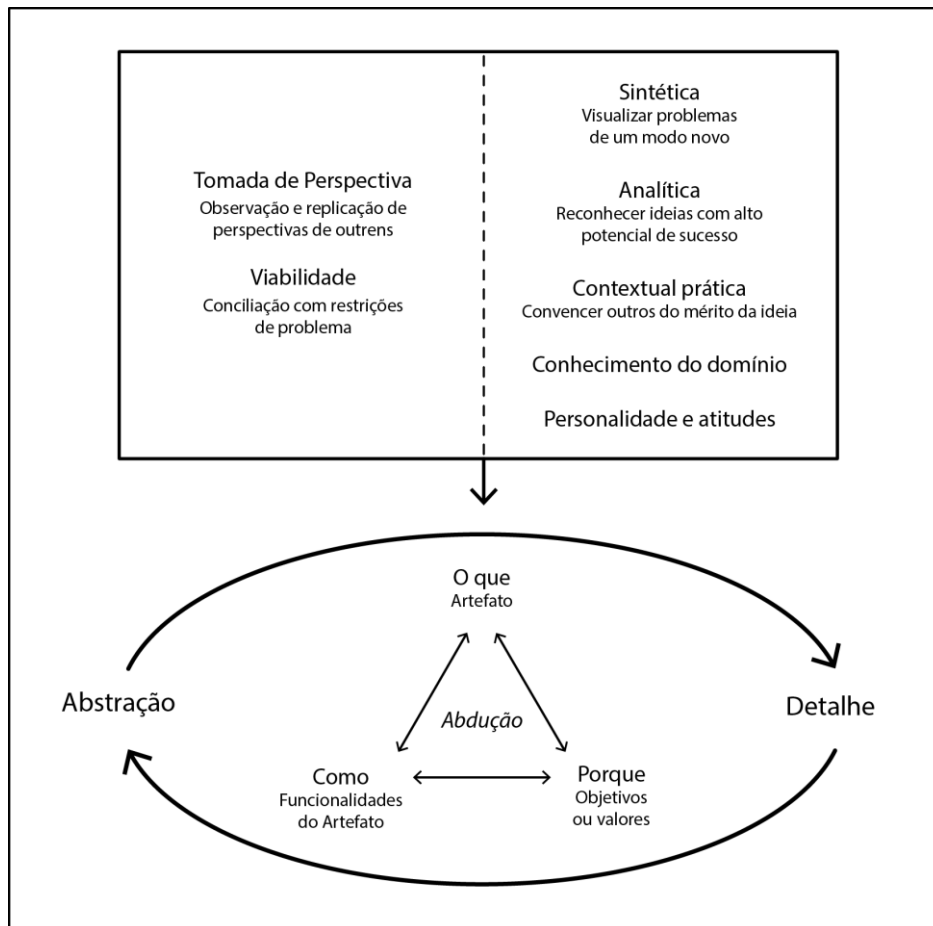 Tomada de Perspectiva
Observação e replicação de
perspectivas de outrens
Viabilidade
Conciliação com restrições
de problema
Sintética
Visualizar problemas
de um modo novo
Analítica
Reconhecer ideias com alto
potencial de sucesso
Contextual prática
Convencer outros do mérito da ideia
Conhecimento do domínio
Personalidade e atitudes
O que
Artefato
Abstração
Detalhe
Abdução
Como
Funcionalidades
do Artefato
Porque
Objetivos
ou valores